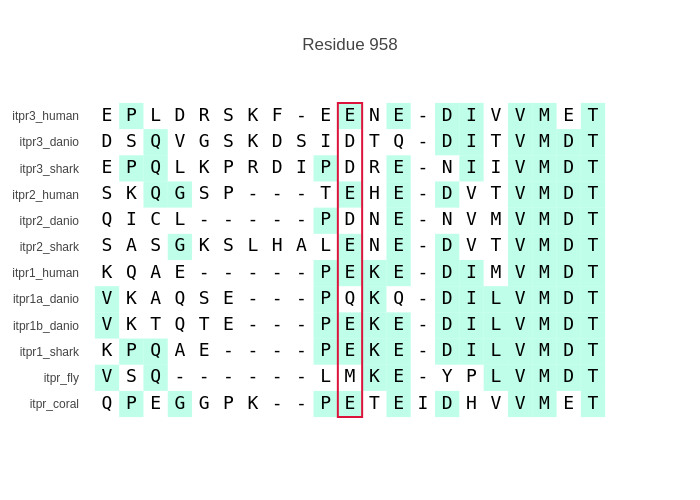 Residue 958
itpr3_human E P L D R S K F - E E N E - D I V V M E T
itpr3_danio D S Q V G S K D S I D T Q - D I T V M D T
itpr3_shark E P Q L K P R D I P D R E - N I I V M D T
itpr2_human S K Q G S P - - - T E H E - D V T V M D T
itpr2_danio Q I C L - - - - - P D N E - N V M V M D T
itpr2_shark S A S G K S L H A L E N E - D V T V M D T
itpr1_human K Q A E - - - - - P E K E - D I M V M D T
itpr1a_danio V K A Q S E - - - P Q K Q - D I L V M D T
itpr1b_danio V K T Q T E - - - P E K E - D I L V M D T
itpr1_shark K P Q A E - - - - P E K E - D I L V M D T
itpr_fly V S Q - - - - - - L M K E - Y P L V M D T
itpr_coral Q P E G G P K - - P E T E I D H V V M E T